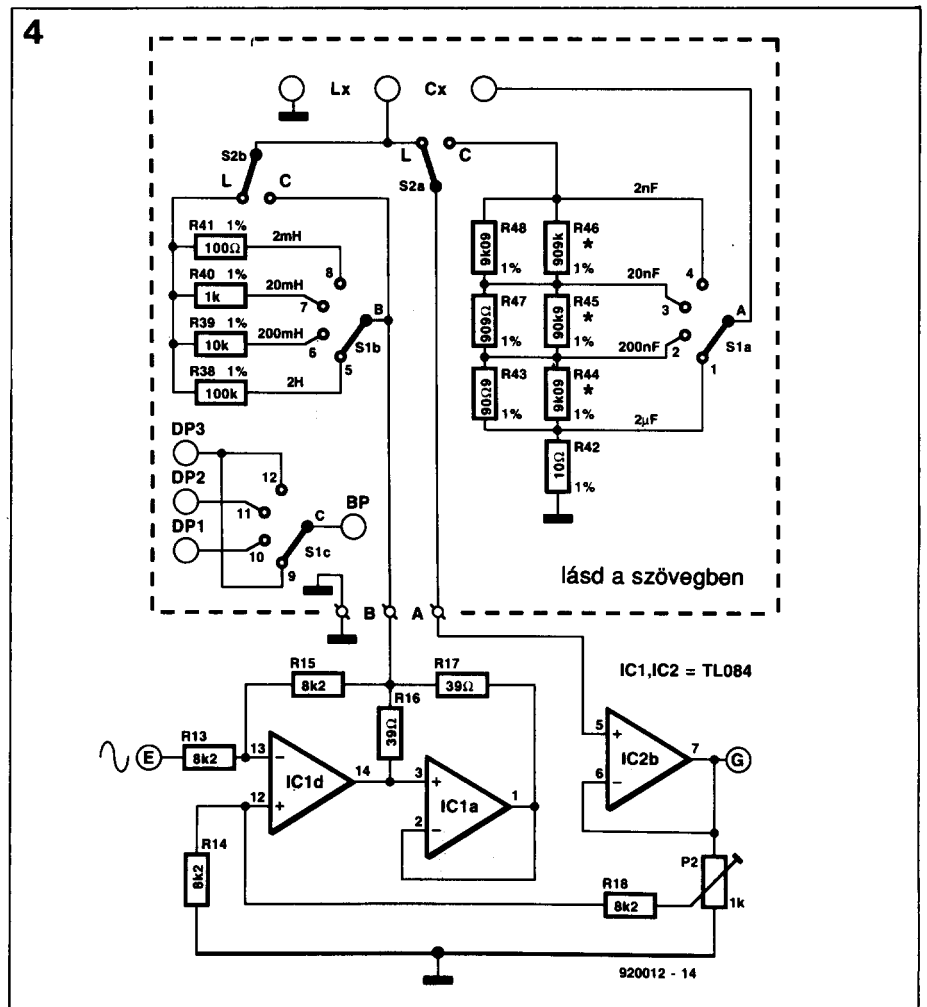 4
Lx Cx
S2b
L C
L C
S2a
2nF
R41 1%
100Ω
2mH
8
R40 1%
1k
20mH
7
R39 1%
10k
200mH
6
B
S1b
R38 1%
100k
2H
5
R48
9k09
1%
R46
*
909k
1%
20nF
4
3
R47
909Ω
1%
R45
*
90k9
1%
200nF
2
A
S1a
1
R43
90Ω9
1%
R44
*
9k09
1%
2µF
R42
10Ω
1%
DP3
12
DP2
11
DP1
10
C
BP
S1c
9
lásd a szövegben
B A
R15
8k2
R17
39Ω
R16
39Ω
IC1,IC2 = TL084
E
R13
8k2
13
−
IC1d
14
12
+
3
+
IC1a
1
2
−
5
+
IC2b
7
G
6
−
R14
8k2
R18
8k2
P2
1k
920012 - 14